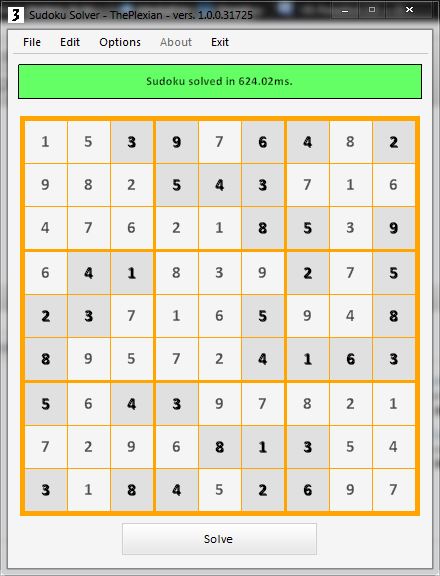 3 Sudoku Solver - ThePlexian - vers. 1.0.0.31725
File Edit Options About Exit
Sudoku solved in 624.02ms.
1 5 3 9 7 6 4 8 2
9 8 2 5 4 3 7 1 6
4 7 6 2 1 8 5 3 9
6 4 1 8 3 9 2 7 5
2 3 7 1 6 5 9 4 8
8 9 5 7 2 4 1 6 3
5 6 4 3 9 7 8 2 1
7 2 9 6 8 1 3 5 4
3 1 8 4 5 2 6 9 7
Solve